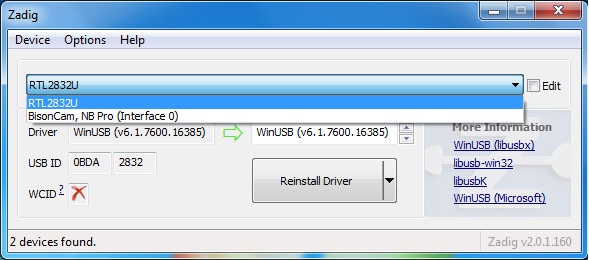 Zadig
Device Options Help
RTL2832U Edit
RTL2832U
BisonCam, NB Pro (Interface 0)
Driver WinUSB (v6.1.7600.16385) WinUSB (v6.1.7600.16385) More Information
WinUSB (libusbx)
USB ID 0BDA 2832 libusb-win32
Reinstall Driver libusbK
WCID ? WinUSB (Microsoft)
2 devices found. Zadig v2.0.1.160